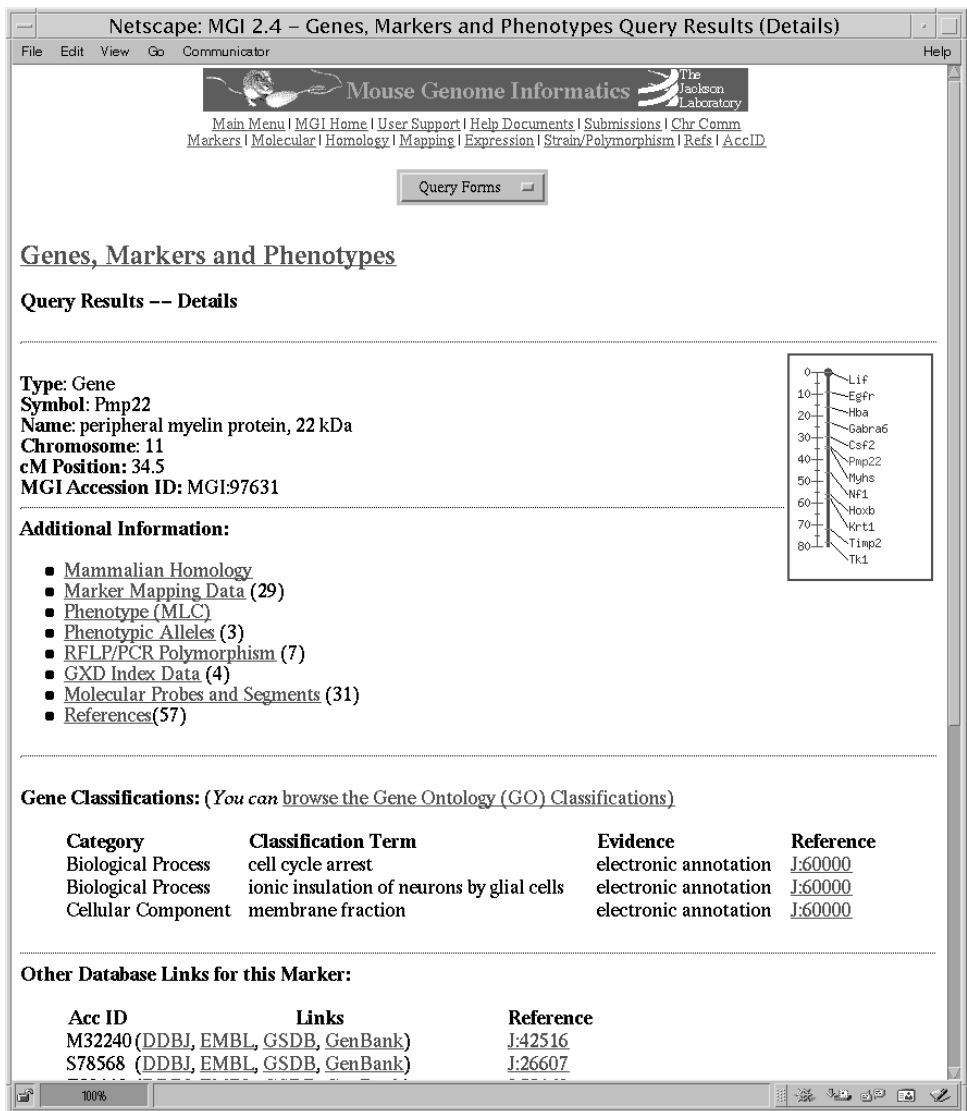 Netscape: MGI 2.4 – Genes, Markers and Phenotypes Query Results (Details)
File Edit View Go Communicator Help
Mouse Genome Informatics The Jackson Laboratory
Main Menu | MGI Home | User Support | Help Documents | Submissions | Chr Comm
Markers | Molecular | Homology | Mapping | Expression | Strain/Polymorphism | Refs | AccID
Query Forms
Genes, Markers and Phenotypes
Query Results –– Details
Type: Gene
Symbol: Pmp22
Name: peripheral myelin protein, 22 kDa
Chromosome: 11
cM Position: 34.5
MGI Accession ID: MGI:97631
0
10
20
30
40
50
60
70
80
Lif
Egfr
Hba
Gabra6
Csf2
Pmp22
Myhs
Nf1
Hoxb
Krt1
Timp2
Tk1
Additional Information:
Mammalian Homology
Marker Mapping Data (29)
Phenotype (MLC)
Phenotypic Alleles (3)
RFLP/PCR Polymorphism (7)
GXD Index Data (4)
Molecular Probes and Segments (31)
References(57)
Gene Classifications: (You can browse the Gene Ontology (GO) Classifications)
Category Classification Term Evidence Reference
Biological Process cell cycle arrest electronic annotation J:60000
Biological Process ionic insulation of neurons by glial cells electronic annotation J:60000
Cellular Component membrane fraction electronic annotation J:60000
Other Database Links for this Marker:
Acc ID Links Reference
M32240 (DDBJ, EMBL, GSDB, GenBank) J:42516
S78568 (DDBJ, EMBL, GSDB, GenBank) J:26607
100%